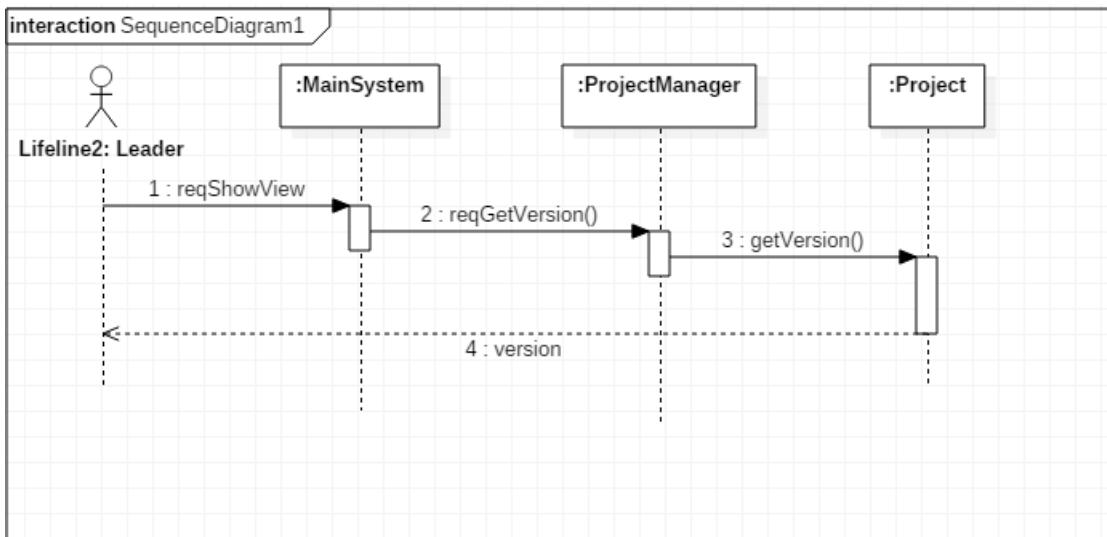 interaction SequenceDiagram1
:MainSystem
:ProjectManager
:Project
Lifeline2: Leader
1 : reqShowView
2 : reqGetVersion()
3 : getVersion()
4 : version